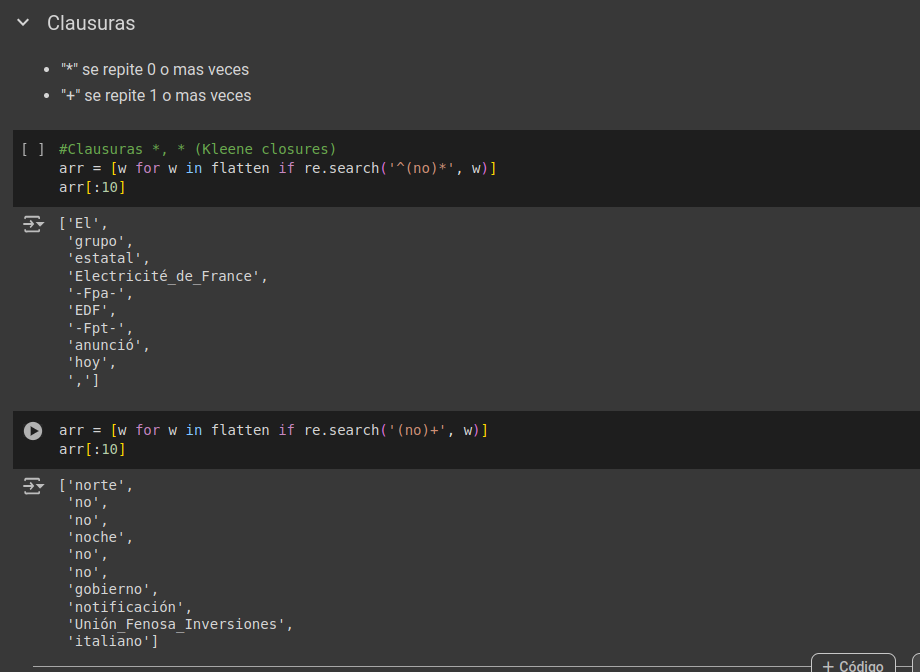 Clausuras
• "*" se repite 0 o mas veces
• "+" se repite 1 o mas veces
[ ] #Clausuras *, * (Kleene closures)
arr = [w for w in flatten if re.search('^(no)*', w)]
arr[:10]
['El',
'grupo',
'estatal',
'Electricité_de_France',
'-Fpa-',
'EDF',
'-Fpt-',
'anunció',
'hoy',
',']
arr = [w for w in flatten if re.search('(no)+', w)]
arr[:10]
['norte',
'no',
'no',
'noche',
'no',
'no',
'gobierno',
'notificación',
'Unión_Fenosa_Inversiones',
'italiano']
+ Código